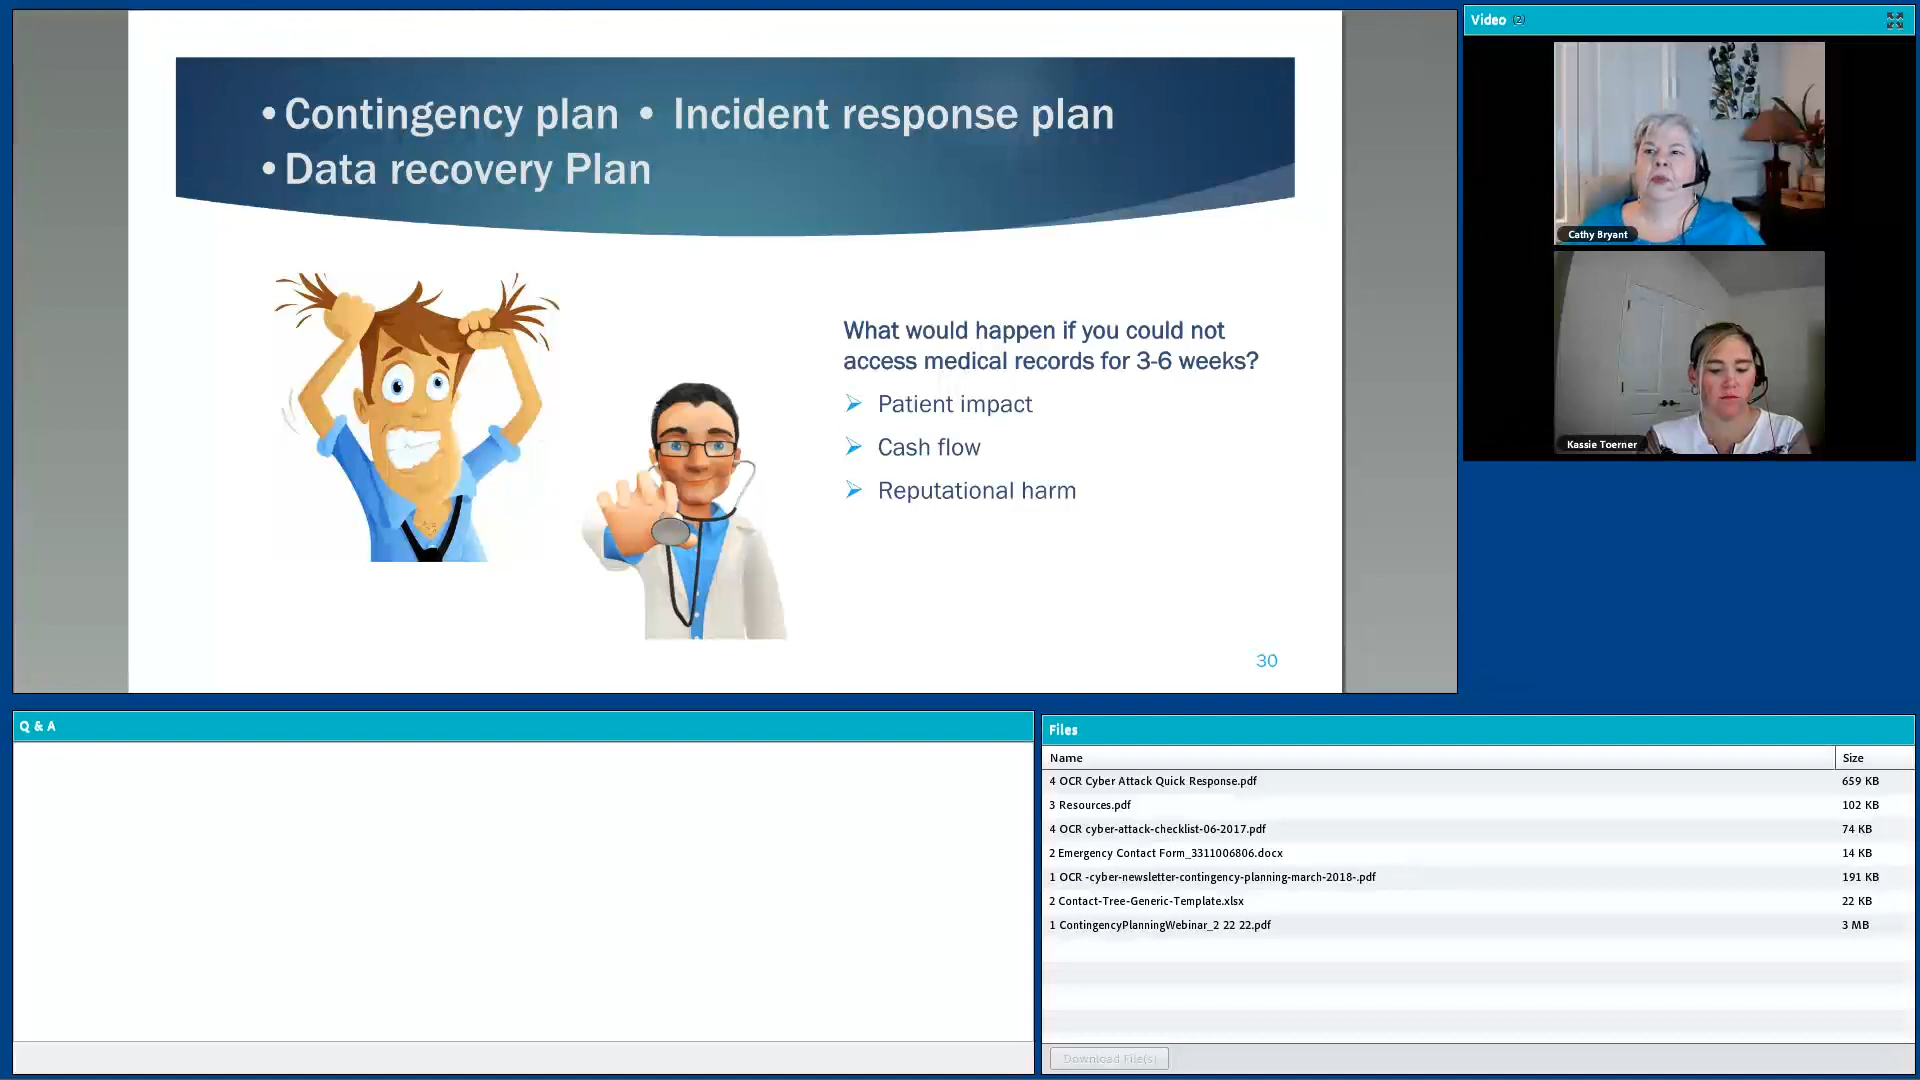 •Contingency plan • Incident response plan
•Data recovery Plan
What would happen if you could not
access medical records for 3-6 weeks?
Patient impact
Cash flow
Reputational harm
30
Video (2)
Cathy Bryant
Kassie Toerner
Q & A
Files
Name Size
4 OCR Cyber Attack Quick Response.pdf 659 KB
3 Resources.pdf 102 KB
4 OCR cyber-attack-checklist-06-2017.pdf 74 KB
2 Emergency Contact Form_3311006806.docx 14 KB
1 OCR -cyber-newsletter-contingency-planning-march-2018-.pdf 191 KB
2 Contact-Tree-Generic-Template.xlsx 22 KB
1 ContingencyPlanningWebinar_2 22 22.pdf 3 MB
Download File(s)